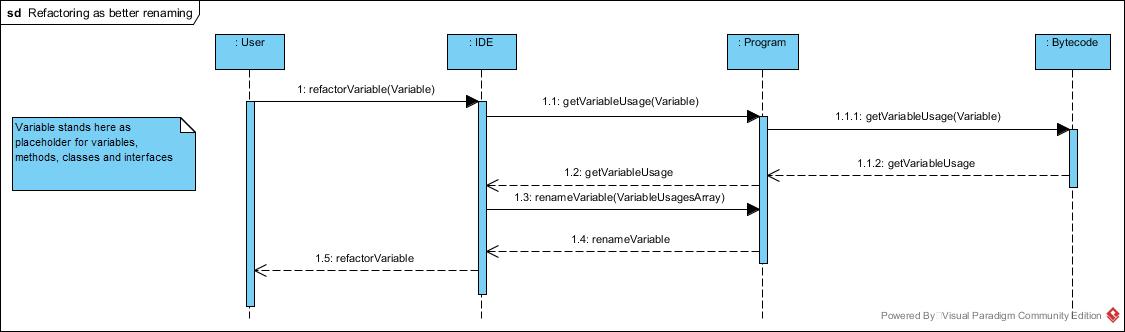 sd Refactoring as better renaming
: User
: IDE
: Program
: Bytecode
1: refactorVariable(Variable)
1.1: getVariableUsage(Variable)
1.1.1: getVariableUsage(Variable)
Variable stands here as
placeholder for variables,
methods, classes and interfaces
1.1.2: getVariableUsage
1.2: getVariableUsage
1.3: renameVariable(VariableUsagesArray)
1.4: renameVariable
1.5: refactorVariable
Powered By Visual Paradigm Community Edition